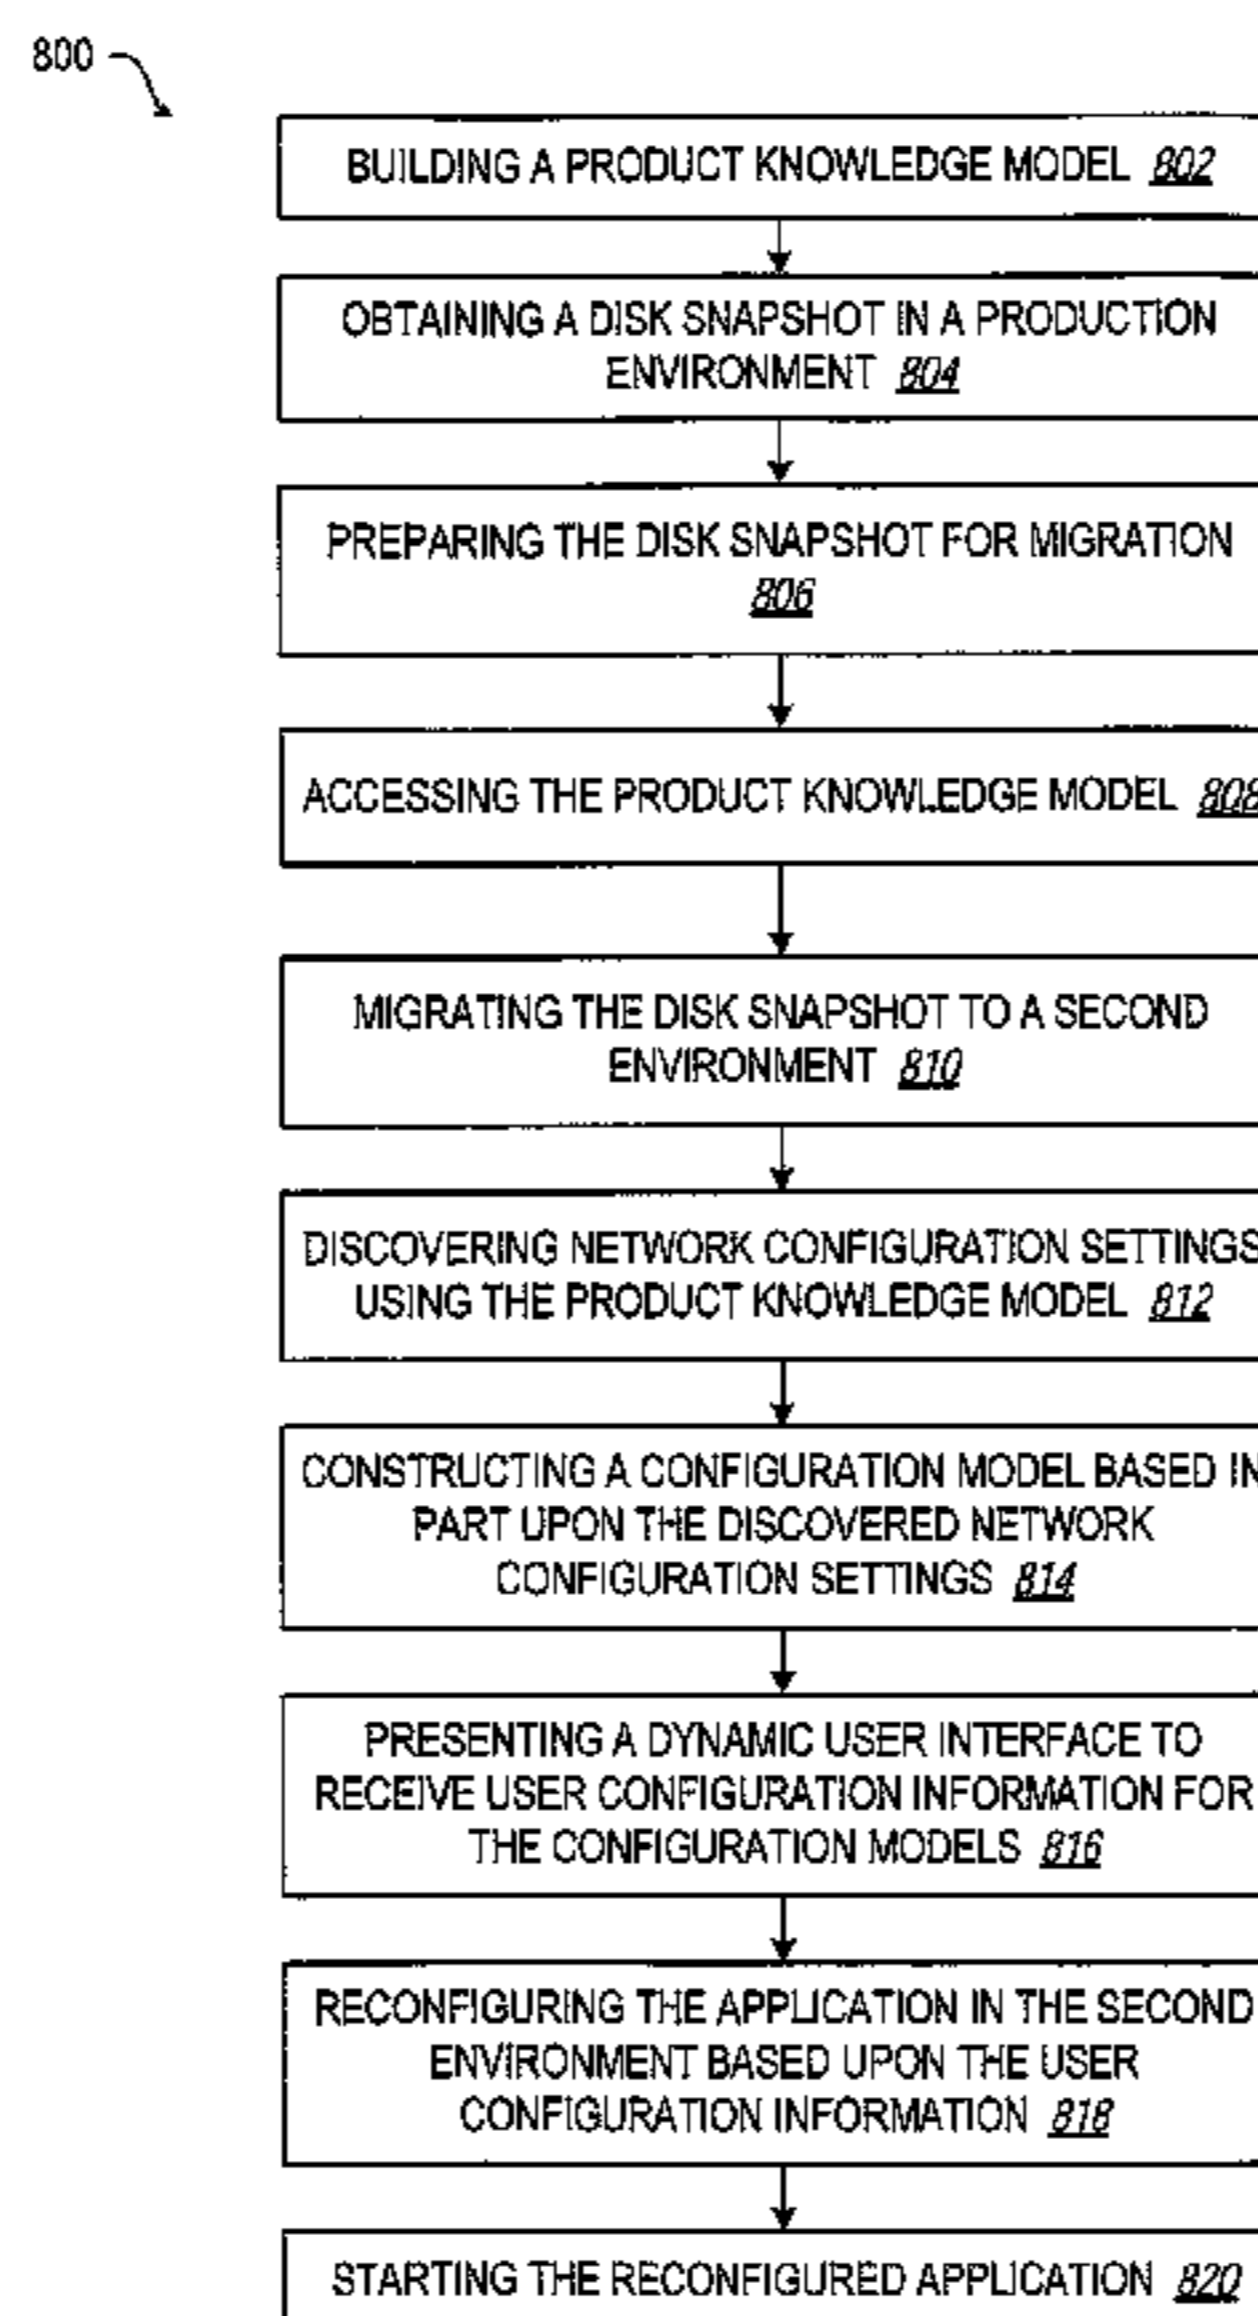 800
BUILDING A PRODUCT KNOWLEDGE MODEL 802
OBTAINING A DISK SNAPSHOT IN A PRODUCTION
ENVIRONMENT 804
PREPARING THE DISK SNAPSHOT FOR MIGRATION
806
ACCESSING THE PRODUCT KNOWLEDGE MODEL 808
MIGRATING THE DISK SNAPSHOT TO A SECOND
ENVIRONMENT 810
DISCOVERING NETWORK CONFIGURATION SETTINGS
USING THE PRODUCT KNOWLEDGE MODEL 812
CONSTRUCTING A CONFIGURATION MODEL BASED IN
PART UPON THE DISCOVERED NETWORK
CONFIGURATION SETTINGS 814
PRESENTING A DYNAMIC USER INTERFACE TO
RECEIVE USER CONFIGURATION INFORMATION FOR
THE CONFIGURATION MODELS 816
RECONFIGURING THE APPLICATION IN THE SECOND
ENVIRONMENT BASED UPON THE USER
CONFIGURATION INFORMATION 818
STARTING THE RECONFIGURED APPLICATION 820